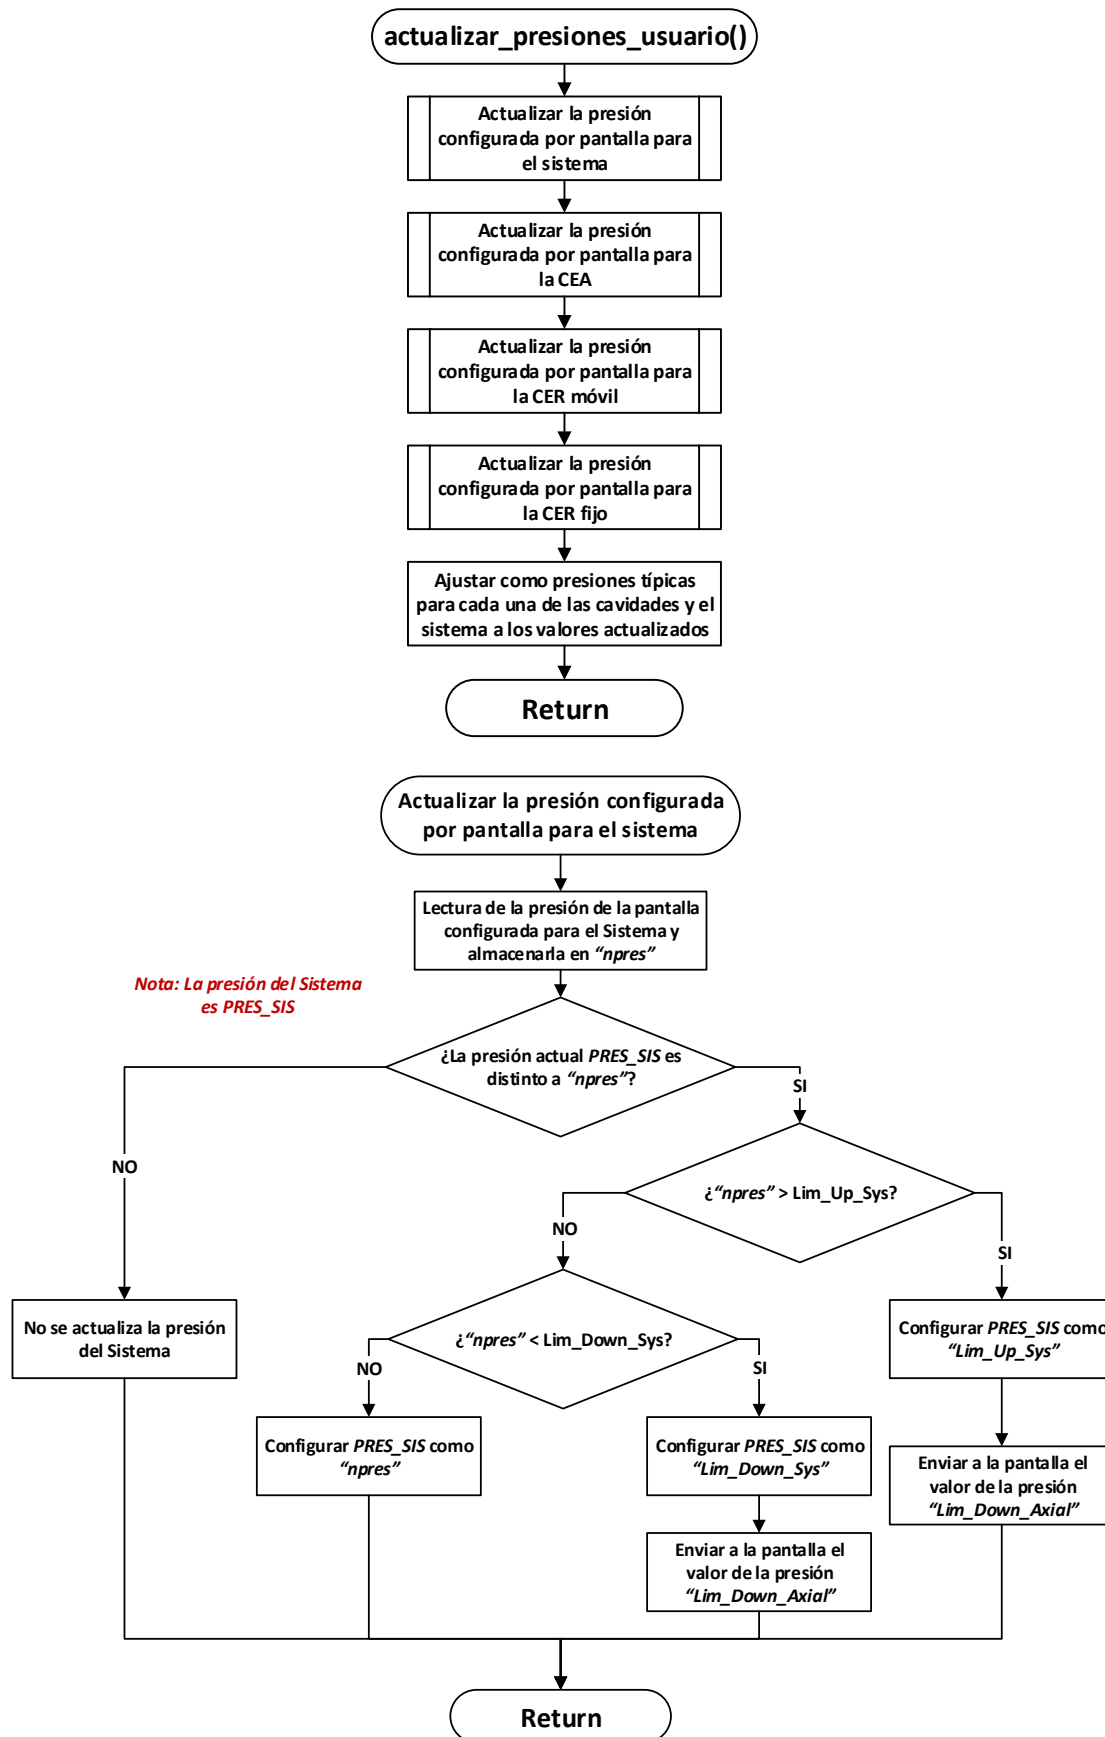 actualizar_presiones_usuario()
Actualizar la presión
configurada por pantalla para
el sistema
Actualizar la presión
configurada por pantalla para
la CEA
Actualizar la presión
configurada por pantalla para
la CER móvil
Actualizar la presión
configurada por pantalla para
la CER fijo
Ajustar como presiones típicas
para cada una de las cavidades y el
sistema a los valores actualizados
Return
Actualizar la presión configurada
por pantalla para el sistema
Lectura de la presión de la pantalla
configurada para el Sistema y
almacenarla en “npres”
Nota: La presión del Sistema
es PRES_SIS
¿La presión actual PRES_SIS es
distinto a “npres”?
SI
NO
¿“npres” > Lim_Up_Sys?
NO
SI
No se actualiza la presión
del Sistema
¿“npres” < Lim_Down_Sys?
Configurar PRES_SIS como
“Lim_Up_Sys”
NO
SI
Configurar PRES_SIS como
“npres”
Configurar PRES_SIS como
“Lim_Down_Sys”
Enviar a la pantalla el
valor de la presión
“Lim_Down_Axial”
Enviar a la pantalla el
valor de la presión
“Lim_Down_Axial”
Return